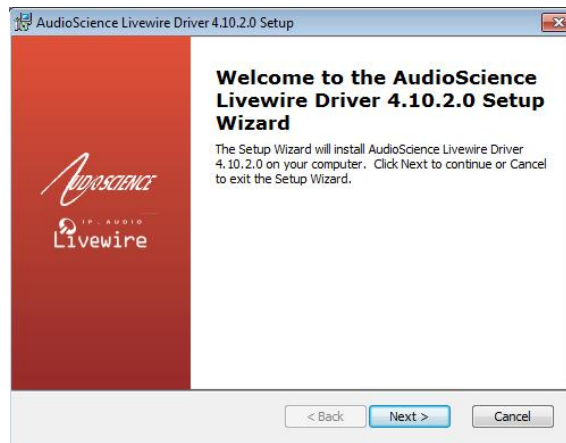 AudioScience Livewire Driver 4.10.2.0 Setup
Welcome to the AudioScience
Livewire Driver 4.10.2.0 Setup
Wizard
The Setup Wizard will install AudioScience Livewire Driver
4.10.2.0 on your computer. Click Next to continue or Cancel
to exit the Setup Wizard.
AUDIOSCIENCE
IP-AUDIO
Livewire
< Back
Next >
Cancel